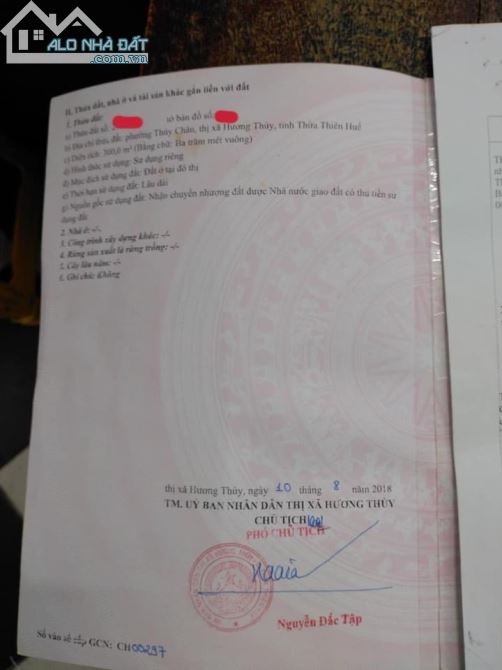 ALO NHÀ ĐẤT
II. Thửa đất, nhà ở và tài sản khác gắn liền với đất
1. Thửa đất:
a) Thửa đất số: tờ bản đồ số:
b) Địa chỉ thửa đất: phường Thủy Châu, thị xã Hương Thủy, tỉnh Thừa Thiên Huế
c) Diện tích: 300,0 m² (Bằng chữ: Ba trăm mét vuông)
d) Hình thức sử dụng: Sử dụng riêng
đ) Mục đích sử dụng đất: Đất ở tại đô thị
e) Thời hạn sử dụng đất: Lâu dài
g) Nguồn gốc sử dụng đất: Nhận chuyển nhượng đất được Nhà nước giao đất có thu tiền sử
dụng đất
2. Nhà ở: -/-.
3. Công trình xây dựng khác: -/-
4. Rừng sản xuất là rừng trồng: -/-
5. Cây lâu năm: -/-
6. Ghi chú: Không
thị xã Hương Thủy, ngày 10 tháng 8 năm 2018
TM. UỶ BAN NHÂN DÂN THỊ XÃ HƯƠNG THỦY
CHỦ TỊCH
PHÓ CHỦ TỊCH
Nguyễn Đắc Tập
Số vào sổ cấp GCN: CH00297